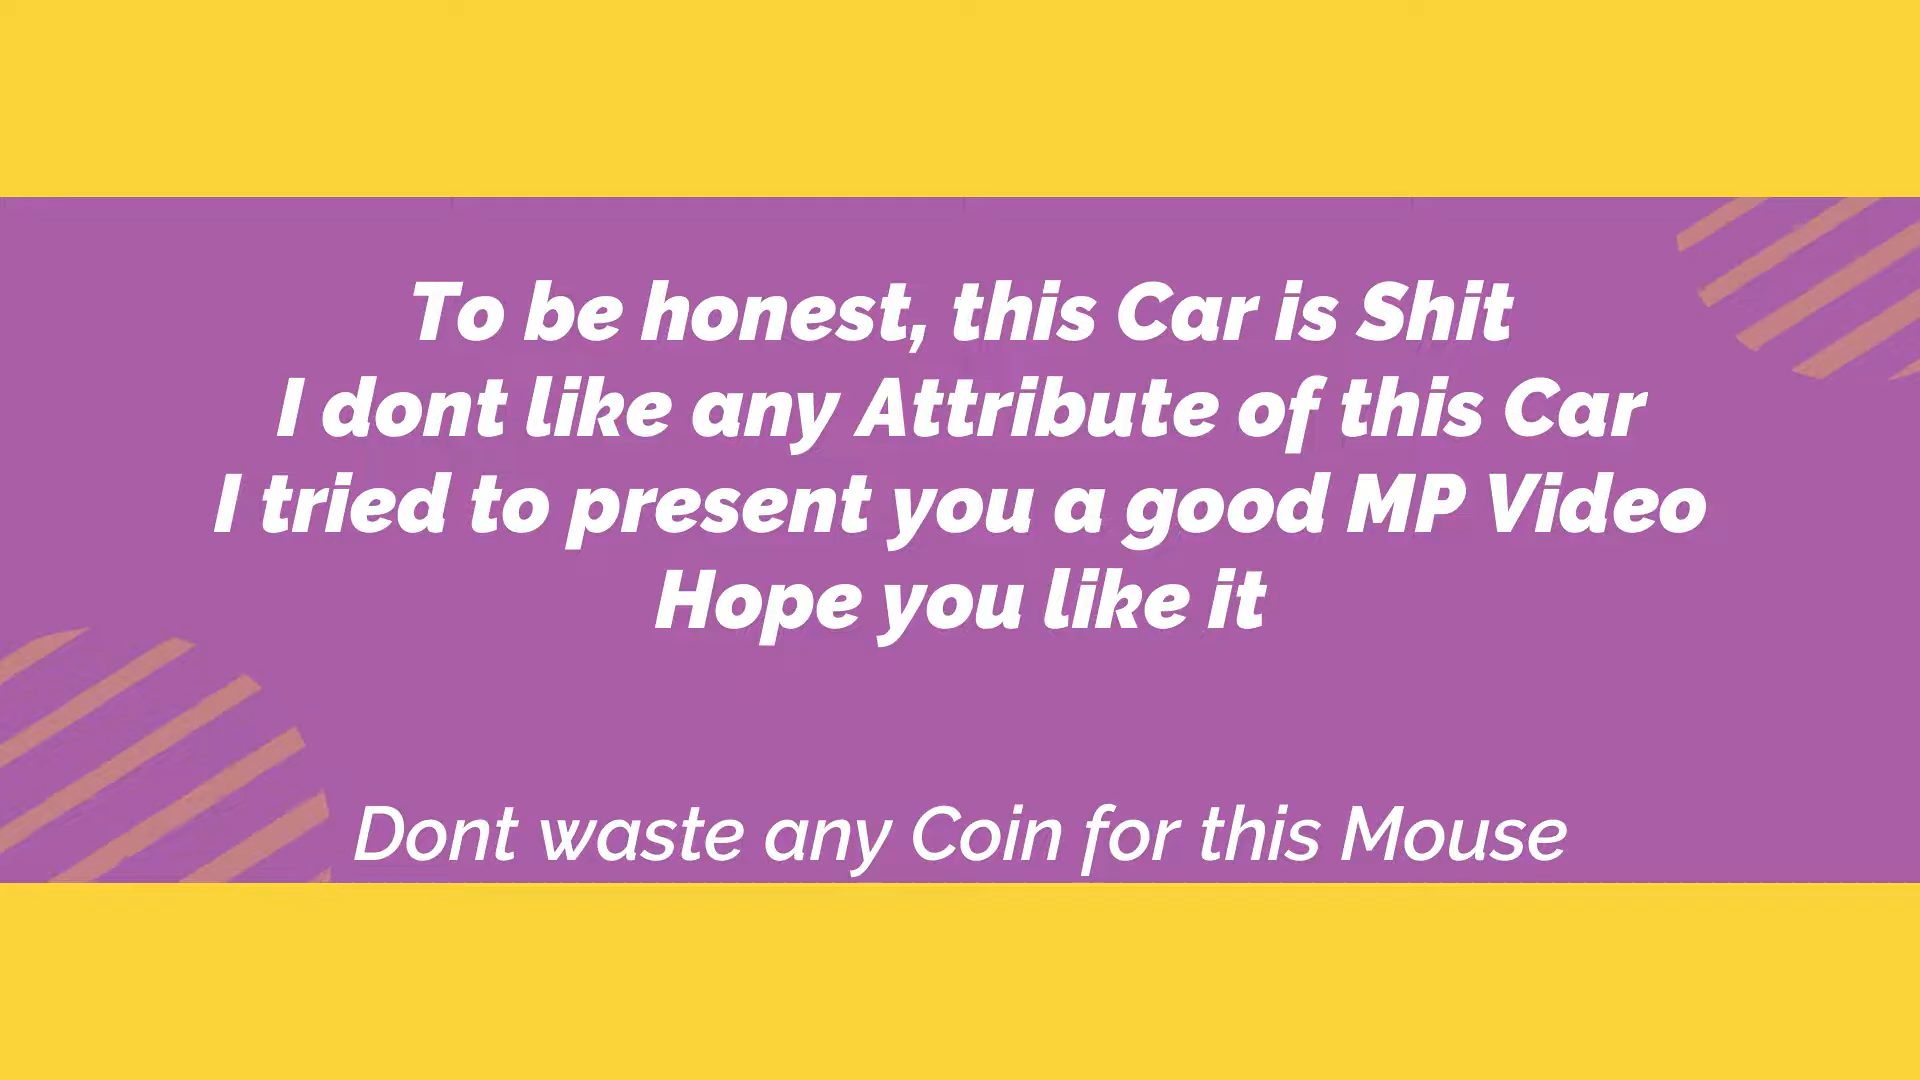 To be honest, this Car is Shit
I dont like any Attribute of this Car
I tried to present you a good MP Video
Hope you like it
Dont waste any Coin for this Mouse